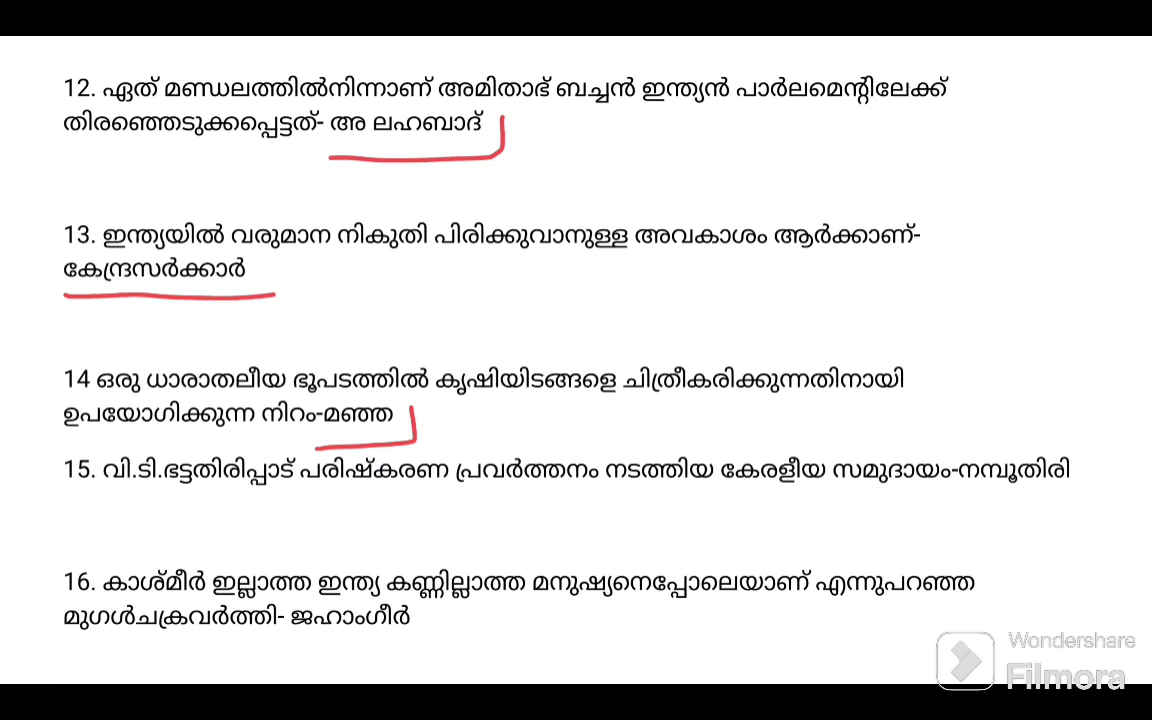 12. ഏത് മണ്ഡലത്തിൽനിന്നാണ് അമിതാഭ് ബച്ചൻ ഇന്ത്യൻ പാർലമെന്റിലേക്ക്
തിരഞ്ഞെടുക്കപ്പെട്ടത്- അ ലഹബാദ്
13. ഇന്ത്യയിൽ വരുമാന നികുതി പിരിക്കുവാനുള്ള അവകാശം ആർക്കാണ്-
കേന്ദ്രസർക്കാർ
14 ഒരു ധാരാതലീയ ഭൂപടത്തിൽ കൃഷിയിടങ്ങളെ ചിത്രീകരിക്കുന്നതിനായി
ഉപയോഗിക്കുന്ന നിറം-മഞ്ഞ
15. വി.ടി.ഭട്ടതിരിപ്പാട് പരിഷ്കരണ പ്രവർത്തനം നടത്തിയ കേരളീയ സമുദായം-നമ്പൂതിരി
16. കാശ്മീർ ഇല്ലാത്ത ഇന്ത്യ കണ്ണില്ലാത്ത മനുഷ്യനെപ്പോലെയാണ് എന്നുപറഞ്ഞ
മുഗൾചക്രവർത്തി- ജഹാംഗീർ
Wondershare
Filmora